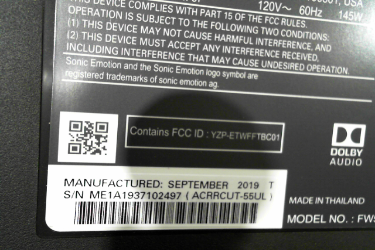 THIS DEVICE COMPLIES WITH PART 15 OF THE FCC RULES.
120V~ 60Hz 145W
OPERATION IS SUBJECT TO THE FOLLOWING TWO CONDITIONS:
(1) THIS DEVICE MAY NOT CAUSE HARMFUL INTERFERENCE, AND
(2) THIS DEVICE MUST ACCEPT ANY INTERFERENCE RECEIVED,
INCLUDING INTERFERENCE THAT MAY CAUSE UNDESIRED OPERATION.
Sonic Emotion and the Sonic Emotion logo symbol are
registered trademarks of sonic emotion ag.
Contains FCC ID : YZP-ETWFFTBC01
DOLBY
AUDIO
MANUFACTURED: SEPTEMBER 2019 T
S/N ME1A1937102497 ( ACRRCUT-55UL )
MADE IN THAILAND
MODEL NO. :